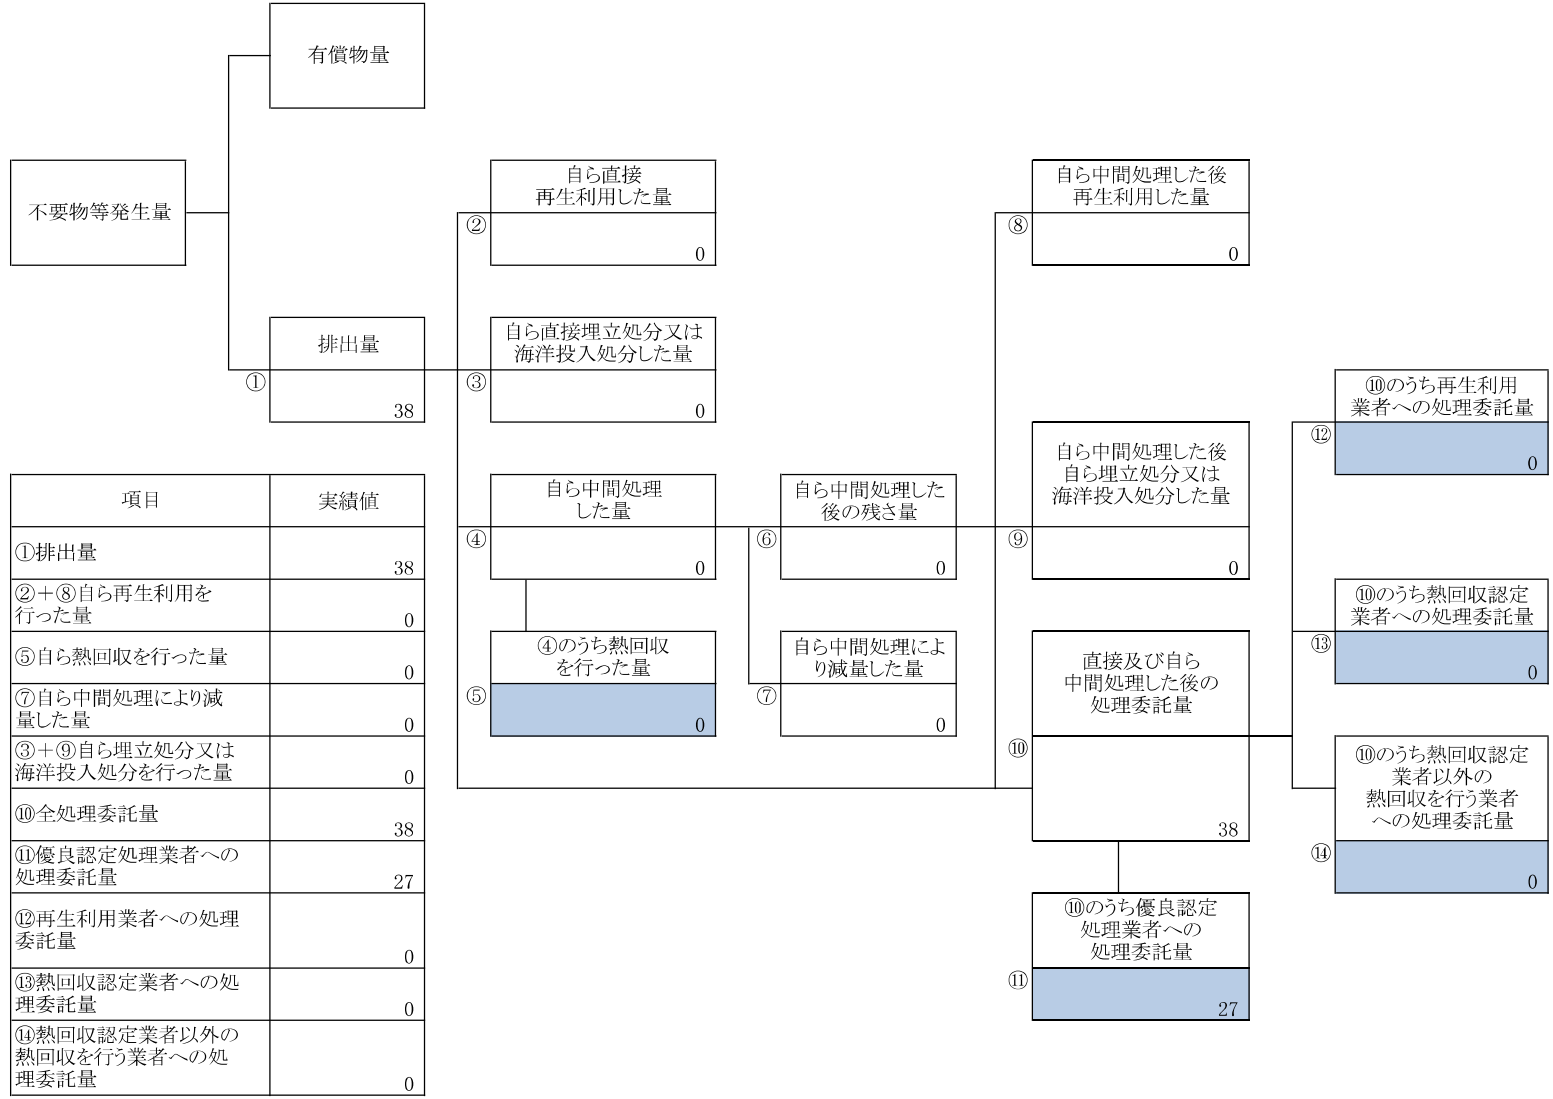 有償物量
不要物等発生量
排出量
①
38
自ら直接
再生利用した量
②
0
自ら直接埋立処分又は
海洋投入処分した量
③
0
自ら中間処理
した量
④
0
④のうち熱回収
を行った量
⑤
0
自ら中間処理した
後の残さ量
⑥
0
自ら中間処理によ
り減量した量
⑦
0
自ら中間処理した後
再生利用した量
⑧
0
自ら中間処理した後
自ら埋立処分又は
海洋投入処分した量
⑨
0
直接及び自ら
中間処理した後の
処理委託量
⑩
38
⑩のうち優良認定
処理業者への
処理委託量
⑪
27
⑩のうち再生利用
業者への処理委託量
⑫
0
⑩のうち熱回収認定
業者への処理委託量
⑬
0
⑩のうち熱回収認定
業者以外の
熱回収を行う業者
への処理委託量
⑭
0
項目 実績値
①排出量
38
②＋⑧自ら再生利用を
行った量
0
⑤自ら熱回収を行った量
0
⑦自ら中間処理により減
量した量
0
③＋⑨自ら埋立処分又は
海洋投入処分を行った量
0
⑩全処理委託量
38
⑪優良認定処理業者への
処理委託量
27
⑫再生利用業者への処理
委託量
0
⑬熱回収認定業者への処
理委託量
0
⑭熱回収認定業者以外の
熱回収を行う業者への処
理委託量
0